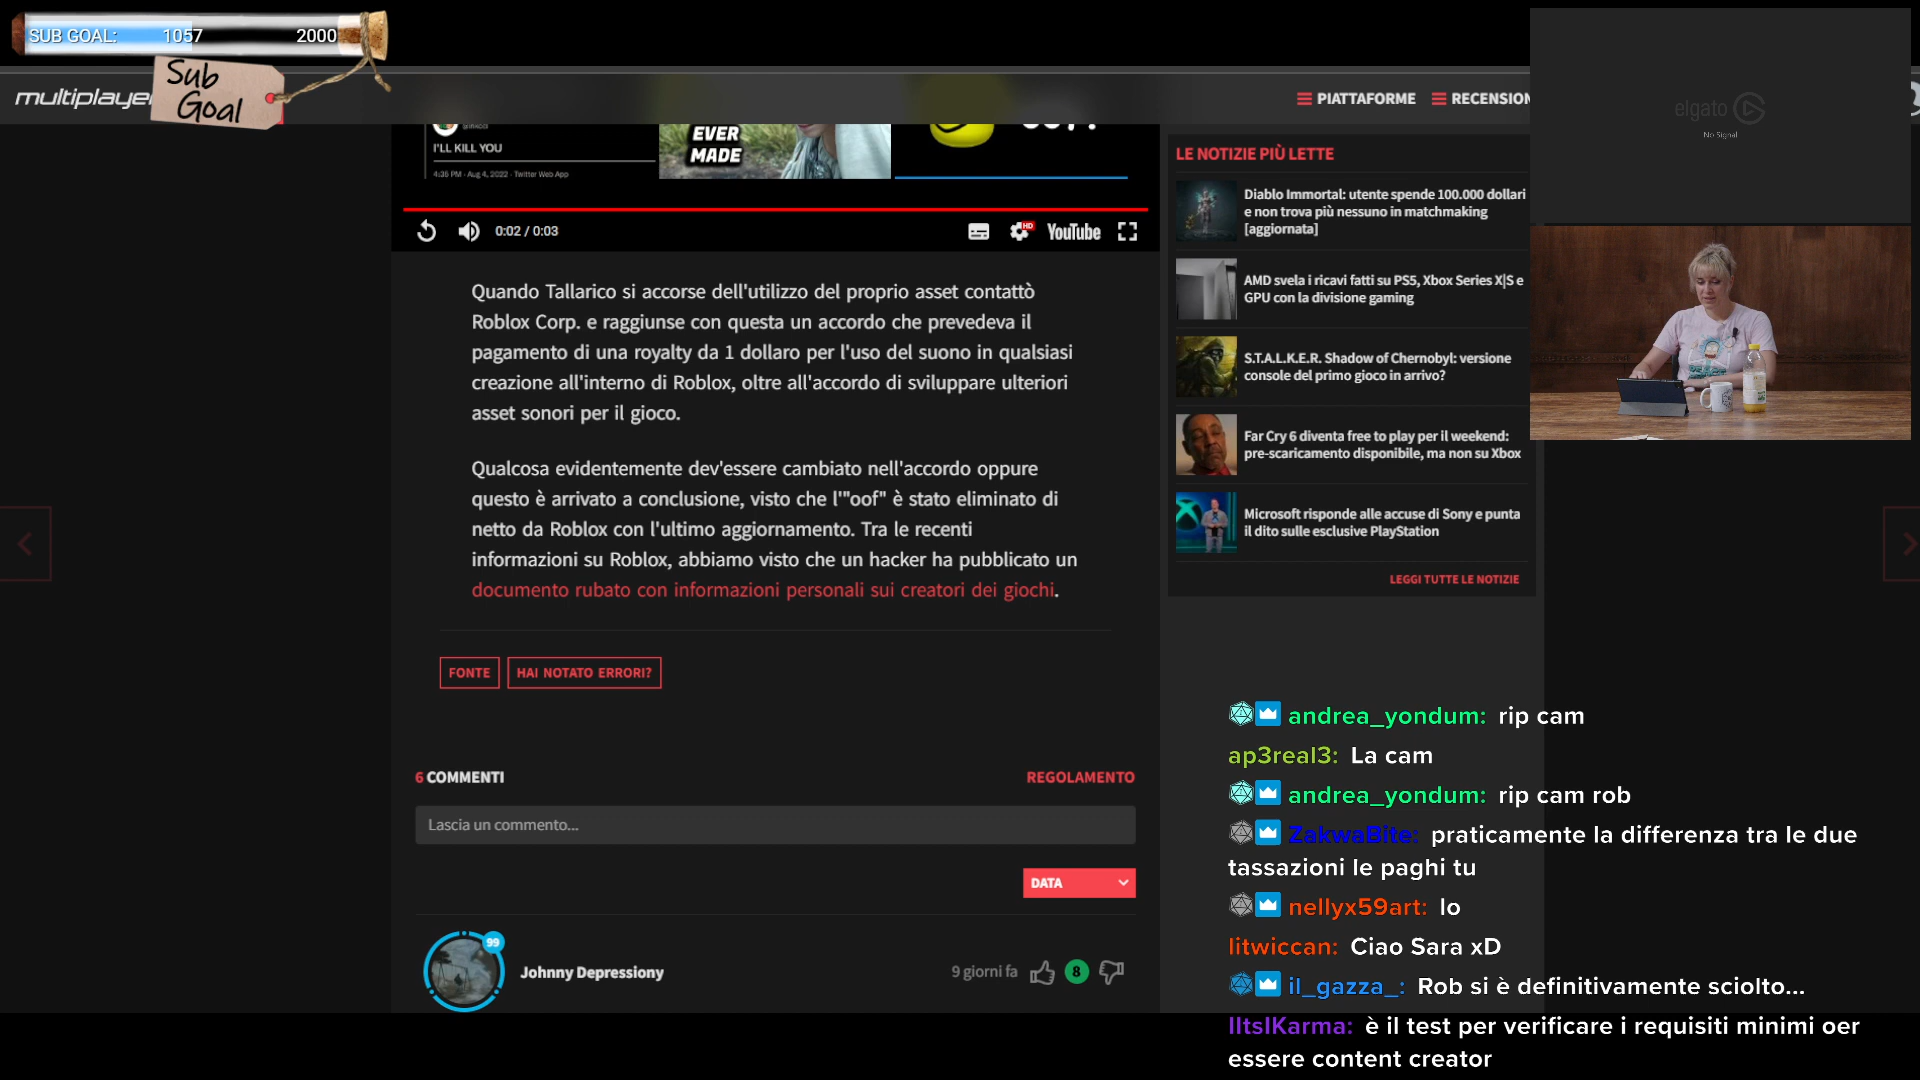 SUB GOAL: 1057 2000
Sub
Goal
multiplayer
PIATTAFORME
RECENSION
elgato
No Signal
EVER
MADE
I'LL KILL YOU
4:35 PM · Aug 4, 2022 · Twitter Web App
0:02 / 0:03
HD
YouTube
Quando Tallarico si accorse dell'utilizzo del proprio asset contattò
Roblox Corp. e raggiunse con questa un accordo che prevedeva il
pagamento di una royalty da 1 dollaro per l'uso del suono in qualsiasi
creazione all'interno di Roblox, oltre all'accordo di sviluppare ulteriori
asset sonori per il gioco.
Qualcosa evidentemente dev'essere cambiato nell'accordo oppure
questo è arrivato a conclusione, visto che l'"oof" è stato eliminato di
netto da Roblox con l'ultimo aggiornamento. Tra le recenti
informazioni su Roblox, abbiamo visto che un hacker ha pubblicato un
documento rubato con informazioni personali sui creatori dei giochi.
FONTE
HAI NOTATO ERRORI?
6 COMMENTI
REGOLAMENTO
Lascia un commento...
DATA
99
Johnny Depressiony
9 giorni fa
8
LE NOTIZIE PIÙ LETTE
Diablo Immortal: utente spende 100.000 dollari
e non trova più nessuno in matchmaking
[aggiornata]
AMD svela i ricavi fatti su PS5, Xbox Series X|S e
GPU con la divisione gaming
S.T.A.L.K.E.R. Shadow of Chernobyl: versione
console del primo gioco in arrivo?
Far Cry 6 diventa free to play per il weekend:
pre-scaricamento disponibile, ma non su Xbox
Microsoft risponde alle accuse di Sony e punta
il dito sulle esclusive PlayStation
LEGGI TUTTE LE NOTIZIE
andrea_yondum: rip cam
ap3real3: La cam
andrea_yondum: rip cam rob
ZakwaBite: praticamente la differenza tra le due
tassazioni le paghi tu
nellyx59art: lo
litwiccan: Ciao Sara xD
il_gazza_: Rob si è definitivamente sciolto...
IItsIKarma: è il test per verificare i requisiti minimi oer
essere content creator